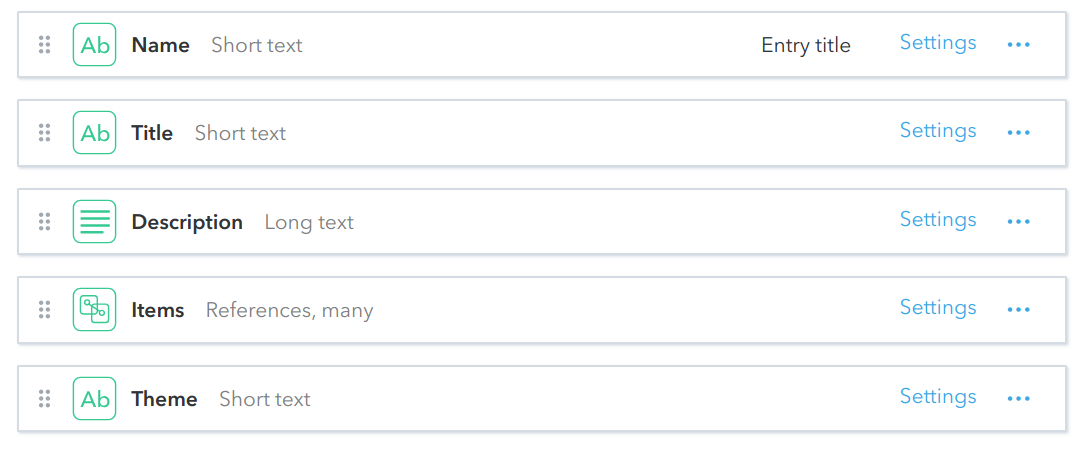 Ab Name Short text Entry title Settings ...
Ab Title Short text Settings ...
Description Long text Settings ...
Items References, many Settings ...
Ab Theme Short text Settings ...